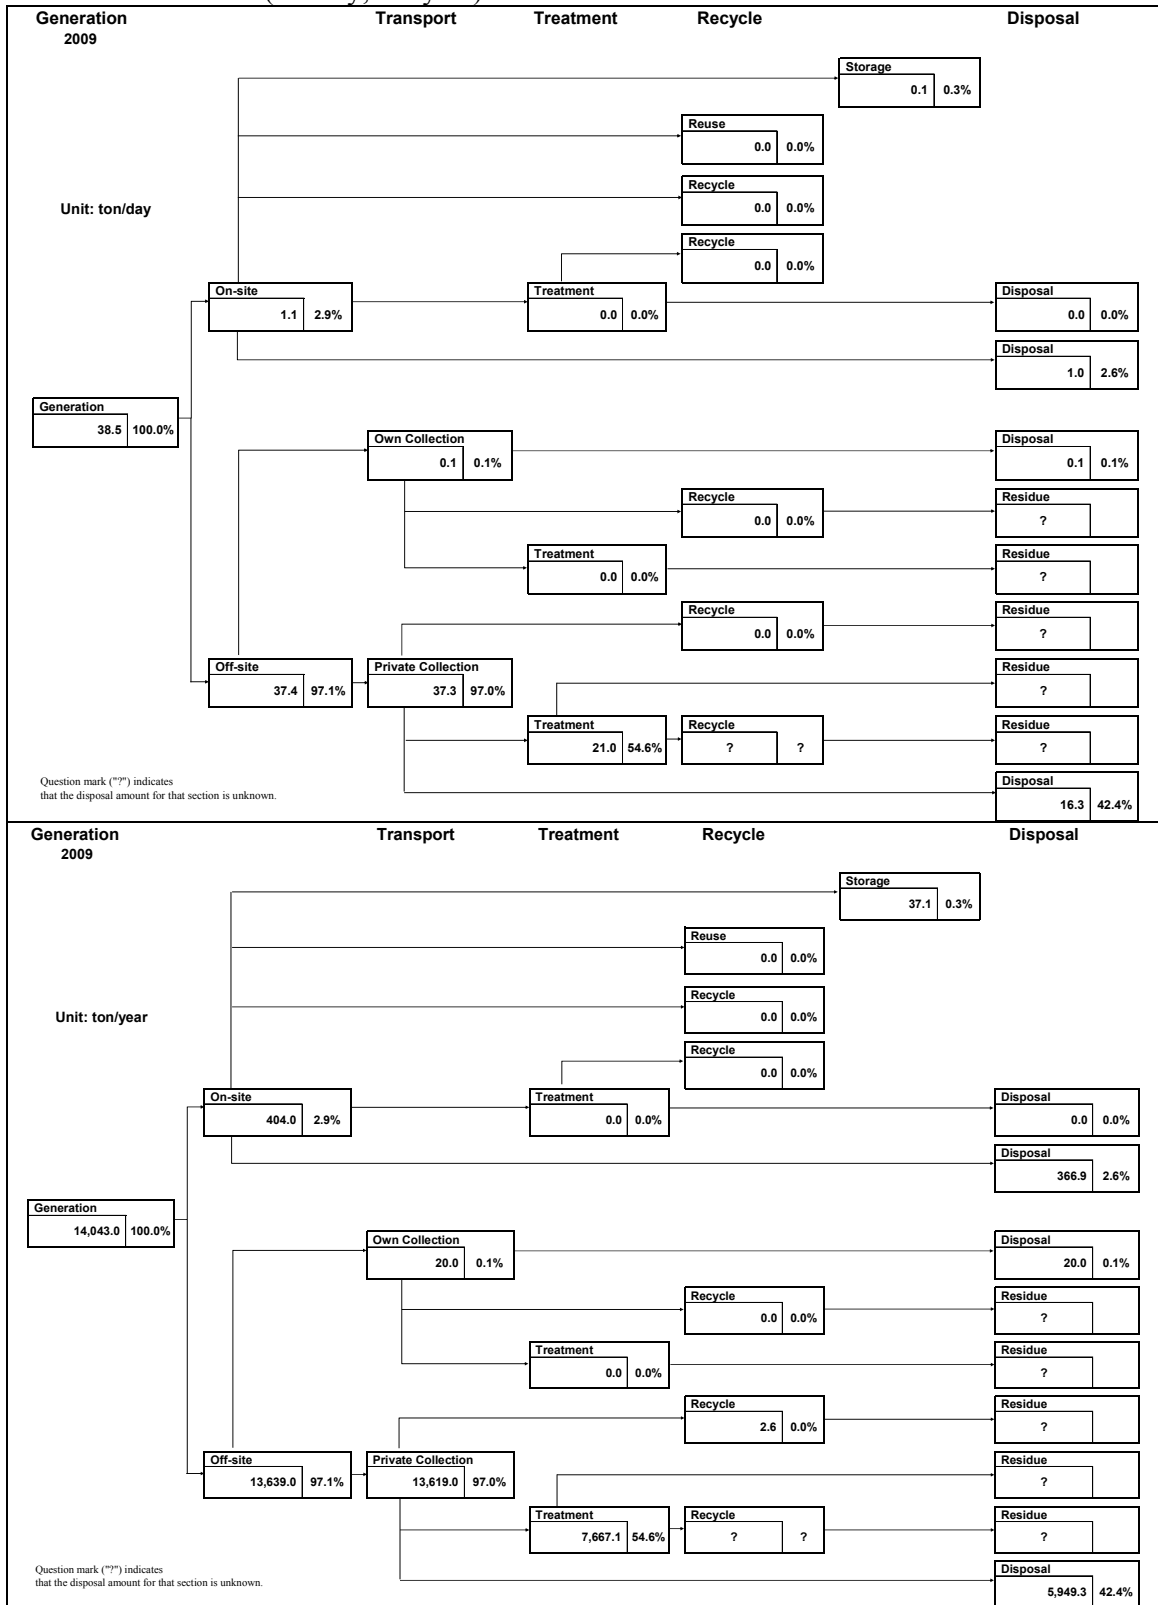 Generation Transport Treatment Recycle Disposal
2009
Storage
0.1 0.3%
Reuse
0.0 0.0%
Recycle
0.0 0.0%
Unit: ton/day
Recycle
0.0 0.0%
On-site Treatment Disposal
1.1 2.9% 0.0 0.0% 0.0 0.0%
Disposal
1.0 2.6%
Generation
38.5 100.0%
Own Collection Disposal
0.1 0.1% 0.1 0.1%
Recycle Residue
0.0 0.0% ?
Treatment Residue
0.0 0.0% ?
Recycle Residue
0.0 0.0% ?
Off-site Private Collection Residue
37.4 97.1% 37.3 97.0% ?
Treatment Recycle Residue
21.0 54.6% ? ? ?
Disposal
16.3 42.4%
Question mark ("?") indicates
that the disposal amount for that section is unknown.
Generation Transport Treatment Recycle Disposal
2009
Storage
37.1 0.3%
Reuse
0.0 0.0%
Recycle
0.0 0.0%
Unit: ton/year
Recycle
0.0 0.0%
On-site Treatment Disposal
404.0 2.9% 0.0 0.0% 0.0 0.0%
Disposal
366.9 2.6%
Generation
14,043.0 100.0%
Own Collection Disposal
20.0 0.1% 20.0 0.1%
Recycle Residue
0.0 0.0% ?
Treatment Residue
0.0 0.0% ?
Recycle Residue
2.6 0.0% ?
Off-site Private Collection Residue
13,639.0 97.1% 13,619.0 97.0% ?
Treatment Recycle Residue
7,667.1 54.6% ? ? ?
Disposal
5,949.3 42.4%
Question mark ("?") indicates
that the disposal amount for that section is unknown.